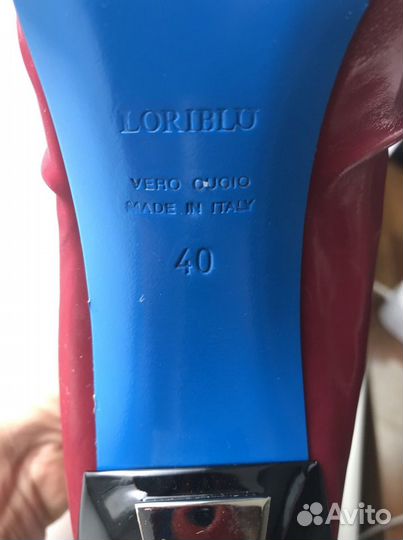 LORIBLU
VERO CUOIO
MADE IN ITALY
40
Avito